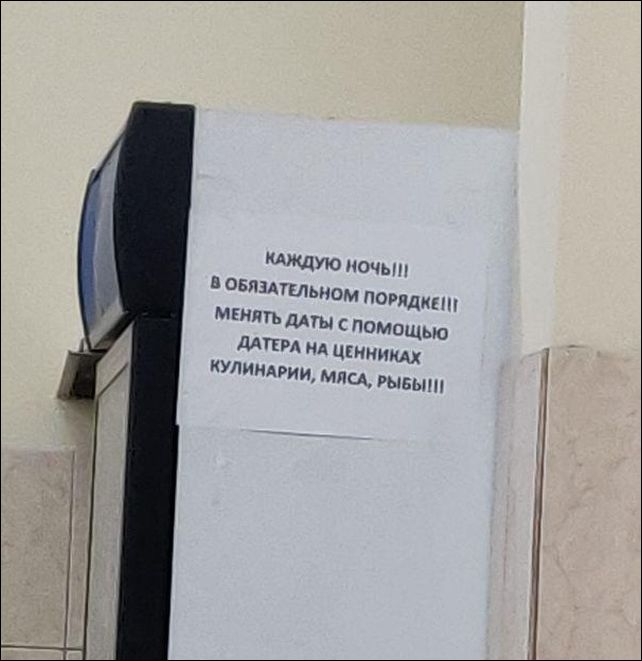 КАЖДУЮ НОЧЬ!!!
В ОБЯЗАТЕЛЬНОМ ПОРЯДКЕ!!!
МЕНЯТЬ ДАТЫ С ПОМОЩЬЮ
ДАТЕРА НА ЦЕННИКАХ
КУЛИНАРИИ, МЯСА, РЫБЫ!!!